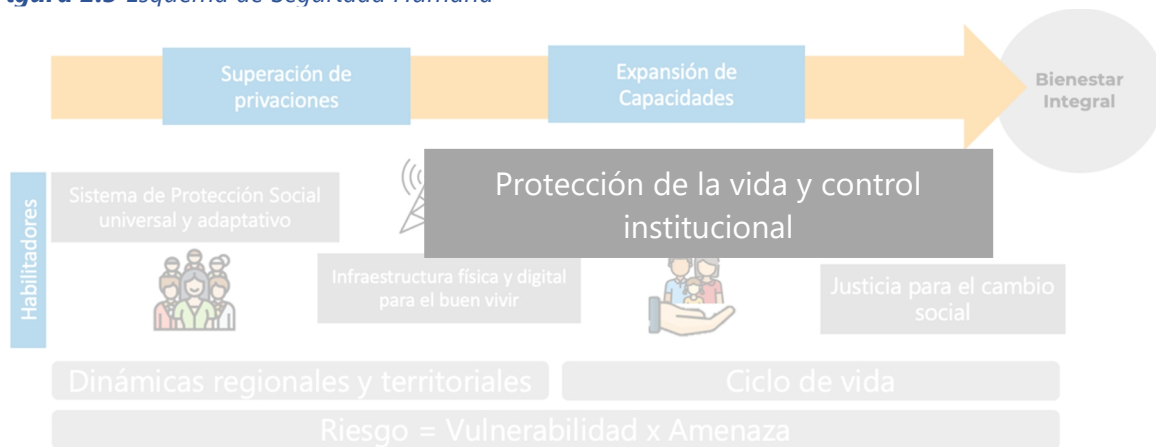 Figura 2.5 Esquema de Seguridad Humana
Superación de
privaciones
Expansión de
Capacidades
Bienestar
Integral
Habilitadores
Sistema de Protección Social
universal y adaptativo
Protección de la vida y control
institucional
Infraestructura física y digital
para el buen vivir
Justicia para el cambio
social
Dinámicas regionales y territoriales
Ciclo de vida
Riesgo = Vulnerabilidad x Amenaza